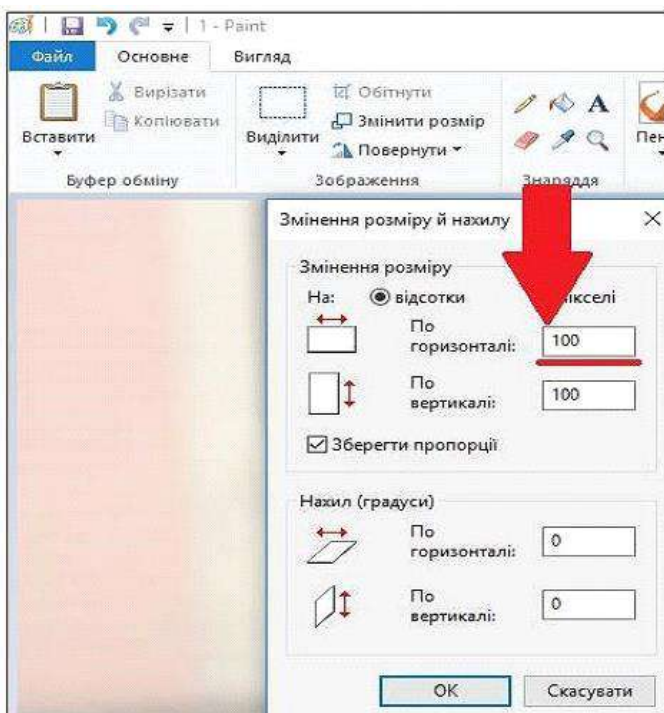 1 - Paint
Файл Основне Вигляд
Вставити
Вирізати
Копіювати
Буфер обміну
Виділити
Обітнути
Змінити розмір
Повернути
Зображення
A
Знаряддя
Пен
Змінення розміру й нахилу
Змінення розміру
На: відсотки ікселі
По горизонталі: 100
По вертикалі: 100
Зберегти пропорції
Нахил (градуси)
По горизонталі: 0
По вертикалі: 0
OK Скасувати